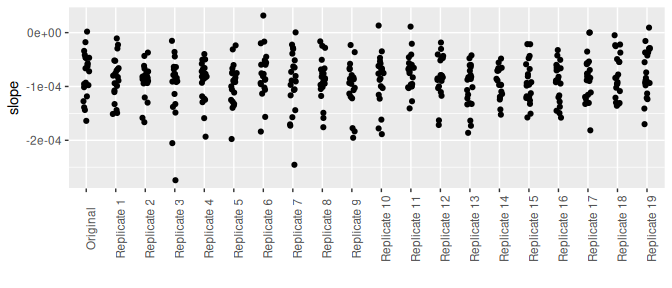 slope
0e+00
-1e-04
-2e-04
Original
Replicate 1
Replicate 2
Replicate 3
Replicate 4
Replicate 5
Replicate 6
Replicate 7
Replicate 8
Replicate 9
Replicate 10
Replicate 11
Replicate 12
Replicate 13
Replicate 14
Replicate 15
Replicate 16
Replicate 17
Replicate 18
Replicate 19